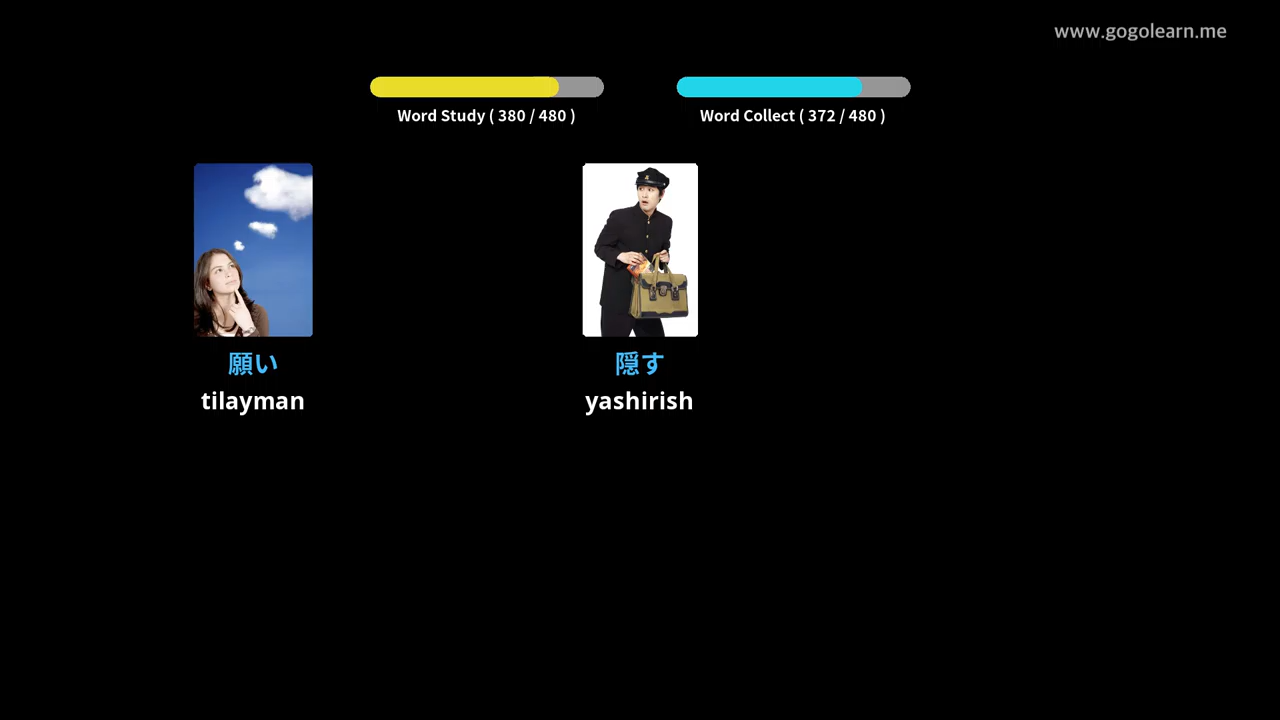 www.gogolearn.me
Word Study ( 380 / 480 )
Word Collect ( 372 / 480 )
願い
隠す
tilayman
yashirish